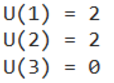 U(1) = 2
U(2) = 2
U(3) = 0